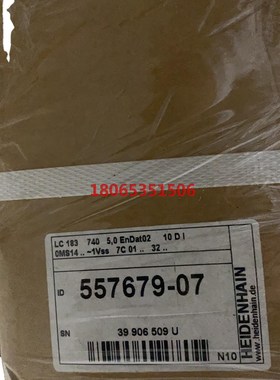 18065351506
LC 183 740 5,0 EnDat02 10 D I
0MS14 .. ~1Vss 7C 01 .. 32 ..
ID 557679-07
SN 39 906 509 U
HEIDENHAIN
www.heidenhain.de
N10